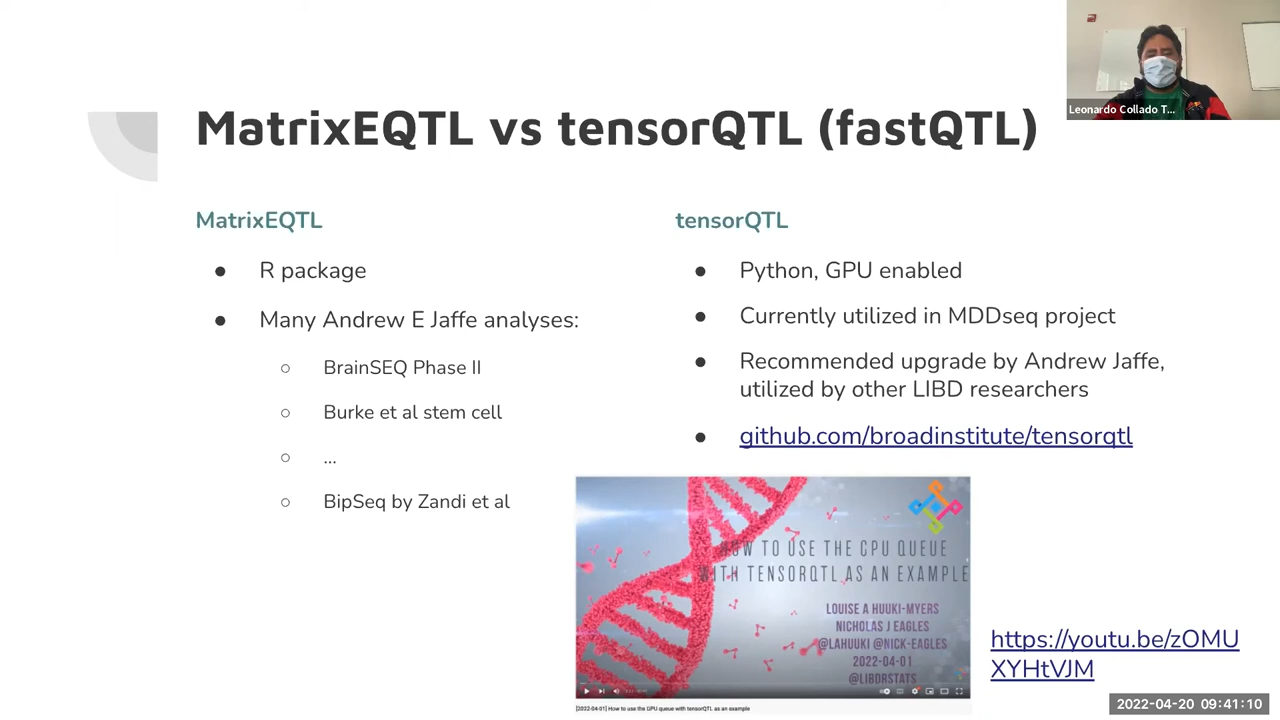 Leonardo Collado T...
MatrixEQTL vs tensorQTL (fastQTL)
MatrixEQTL
● R package
● Many Andrew E Jaffe analyses:
○ BrainSEQ Phase II
○ Burke et al stem cell
○ ...
○ BipSeq by Zandi et al
tensorQTL
● Python, GPU enabled
● Currently utilized in MDDseq project
● Recommended upgrade by Andrew Jaffe,
utilized by other LIBD researchers
● github.com/broadinstitute/tensorqtl
HOW TO USE THE GPU QUEUE
WITH TENSORQTL AS AN EXAMPLE
LOUISE A HUUKI-MYERS
NICHOLAS J EAGLES
@LAHUUKI @NICK-EAGLES
2022-04-01
@LIBDRSTATS
[2022-04-01] How to use the GPU queue with tensorQTL as an example
https://youtu.be/zOMU
XYHtVJM
2022-04-20 09:41:10